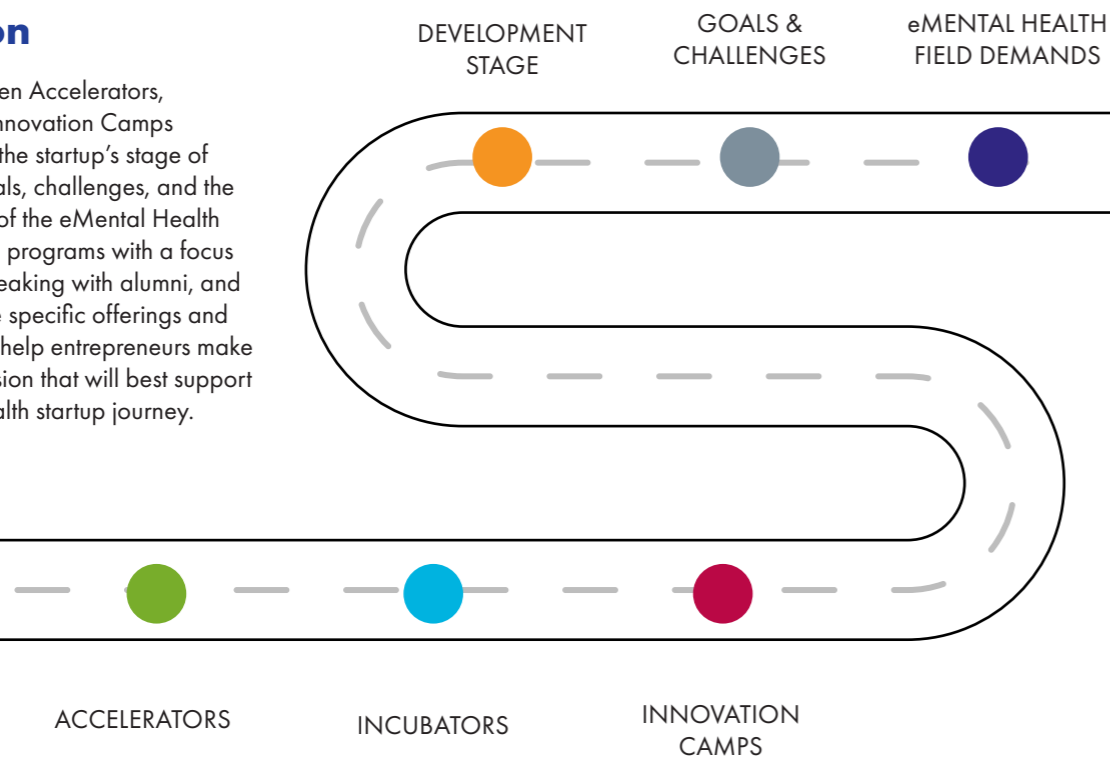 on
en Accelerators,
nnovation Camps
the startup's stage of
als, challenges, and the
of the eMental Health
programs with a focus
eaking with alumni, and
specific offerings and
help entrepreneurs make
sion that will best support
alth startup journey.
DEVELOPMENT
STAGE
GOALS &
CHALLENGES
eMENTAL HEALTH
FIELD DEMANDS
ACCELERATORS
INCUBATORS
INNOVATION
CAMPS